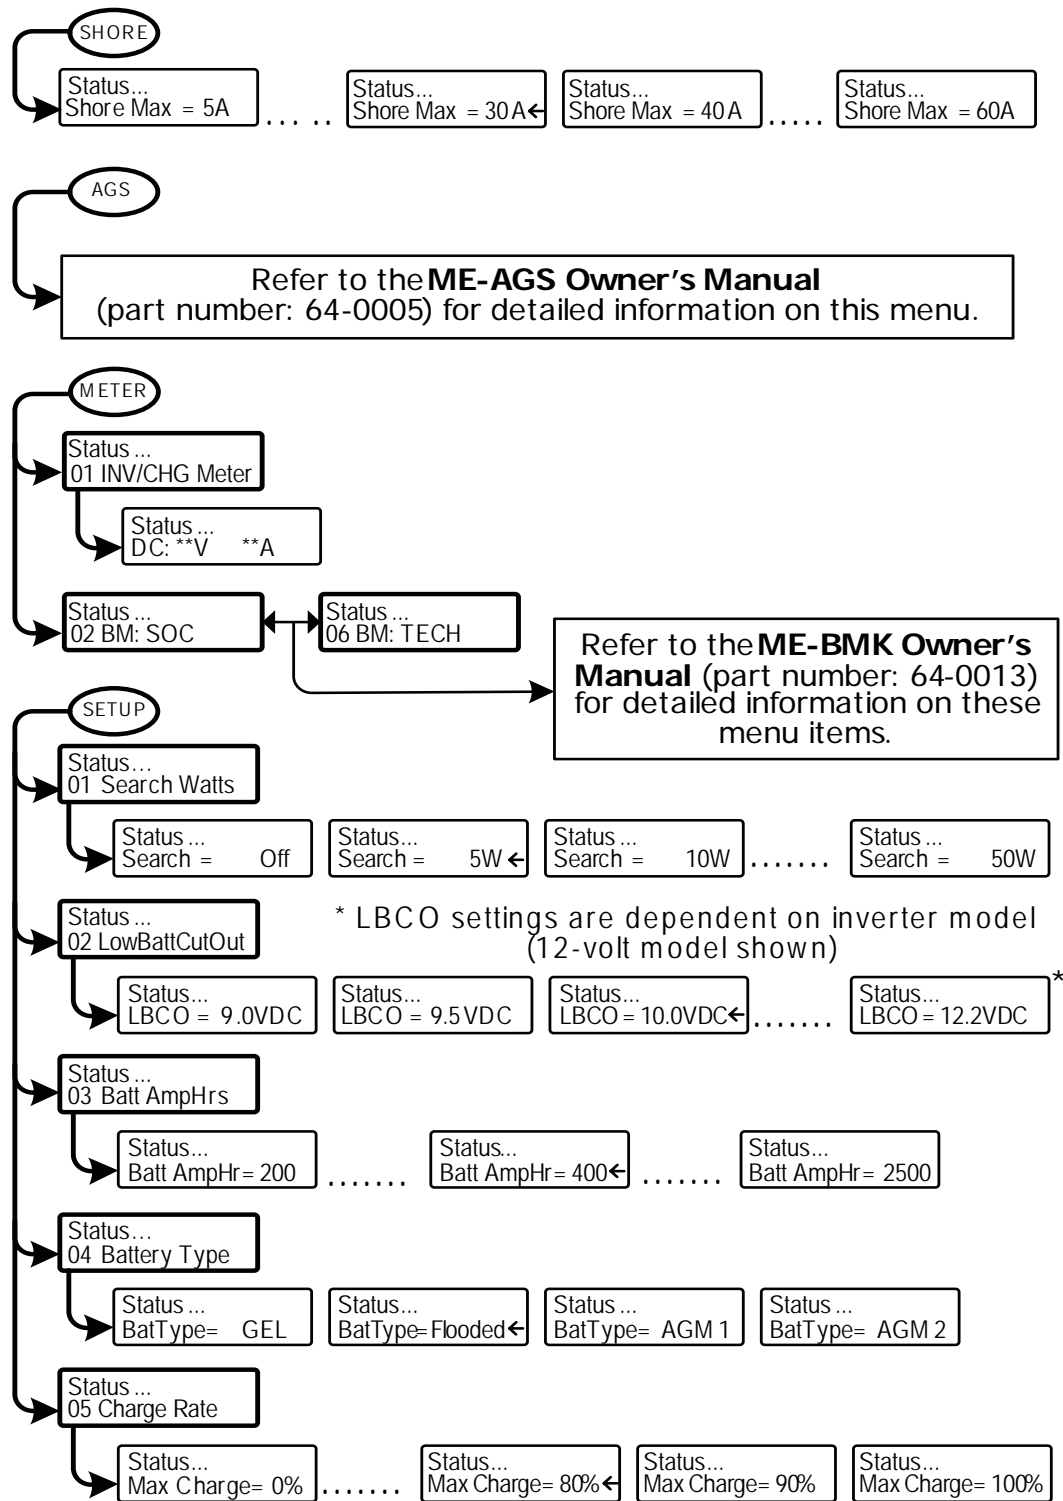 SHORE
Status...
Shore Max = 5A
Status...
Shore Max = 30A←
Status...
Shore Max = 40A
Status...
Shore Max = 60A
AGS
Refer to the ME-AGS Owner's Manual
(part number: 64-0005) for detailed information on this menu.
METER
Status...
01 INV/CHG Meter
Status...
DC: **V **A
Status...
02 BM: SOC
Status...
06 BM: TECH
Refer to the ME-BMK Owner's
Manual (part number: 64-0013)
for detailed information on these
menu items.
SETUP
Status...
01 Search Watts
Status...
Search = Off
Status...
Search = 5W←
Status...
Search = 10W
Status...
Search = 50W
Status...
02 LowBattCutOut
* LBCO settings are dependent on inverter model
(12-volt model shown)
Status...
LBCO = 9.0VDC
Status...
LBCO = 9.5VDC
Status...
LBCO = 10.0VDC←
Status...
LBCO = 12.2VDC
*
Status...
03 Batt AmpHrs
Status...
Batt AmpHr= 200
Status...
Batt AmpHr= 400←
Status...
Batt AmpHr= 2500
Status...
04 Battery Type
Status...
BatType= GEL
Status...
BatType=Flooded←
Status...
BatType= AGM 1
Status...
BatType= AGM 2
Status...
05 Charge Rate
Status...
Max Charge= 0%
Status...
Max Charge= 80%←
Status...
Max Charge= 90%
Status...
Max Charge= 100%